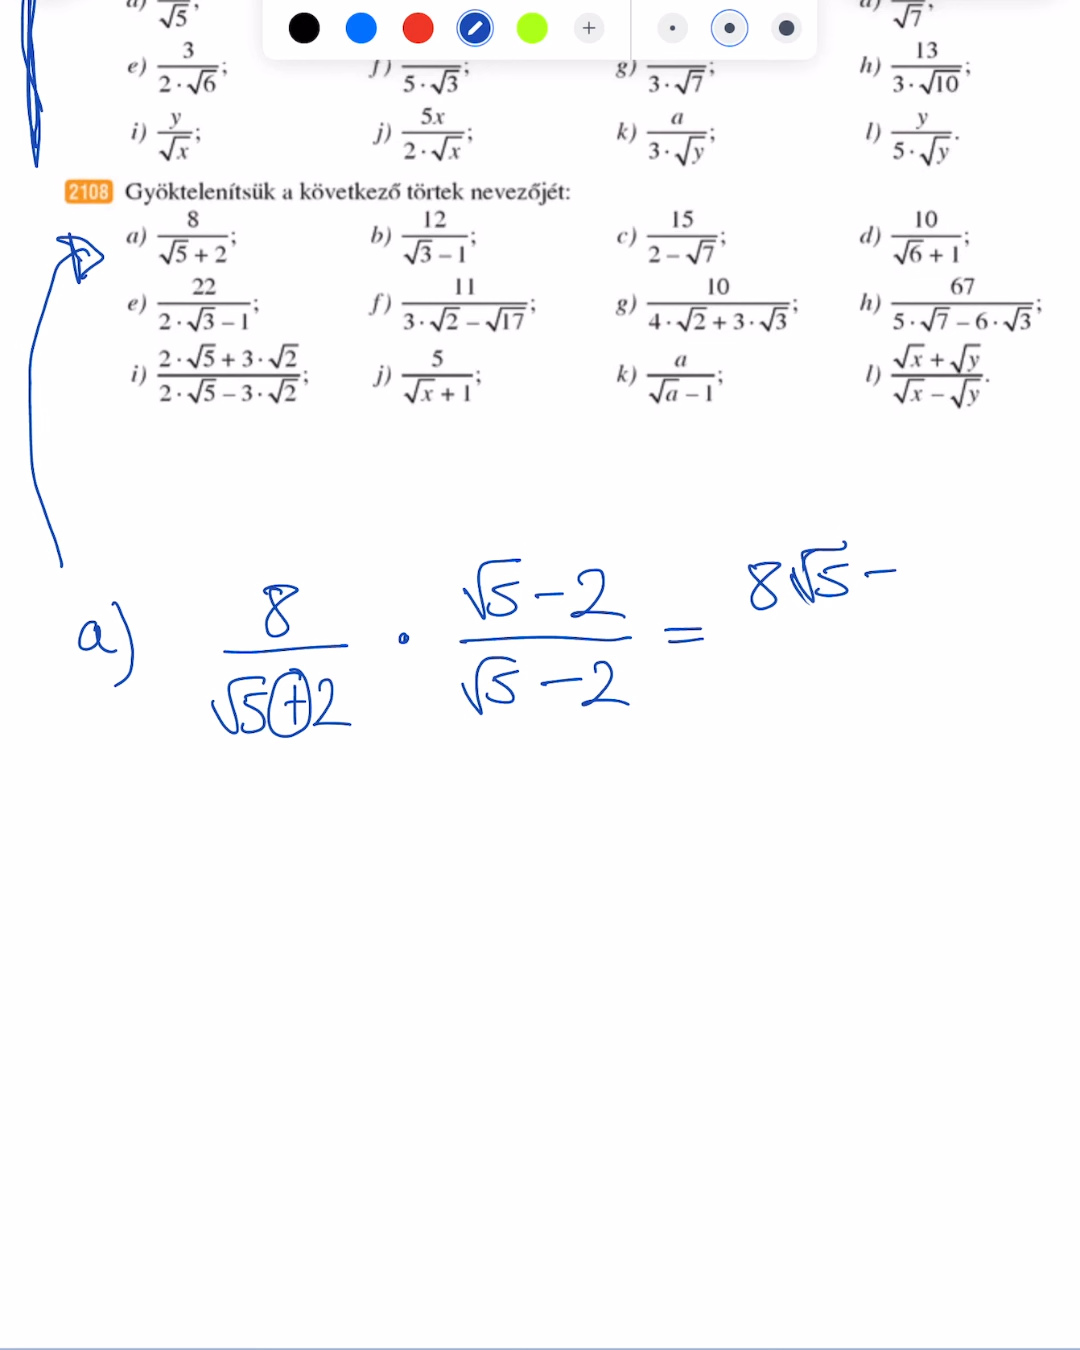 √5 ;
√7 ;
e) 3/(2·√6);
f) 5·√3 ;
g) 3·√7 ;
h) 13/(3·√10);
i) y/√x;
j) 5x/(2·√x);
k) a/(3·√y);
l) y/(5·√y).
2108 Gyöktelenítsük a következő törtek nevezőjét:
a) 8/(√5 + 2);
b) 12/(√3 − 1);
c) 15/(2 − √7);
d) 10/(√6 + 1);
e) 22/(2·√3 − 1);
f) 11/(3·√2 − √17);
g) 10/(4·√2 + 3·√3);
h) 67/(5·√7 − 6·√3);
i) (2·√5 + 3·√2)/(2·√5 − 3·√2);
j) 5/(√x + 1);
k) a/(√a − 1);
l) (√x + √y)/(√x − √y).
a) 8/(√5+2) · (√5−2)/(√5−2) = 8√5 −